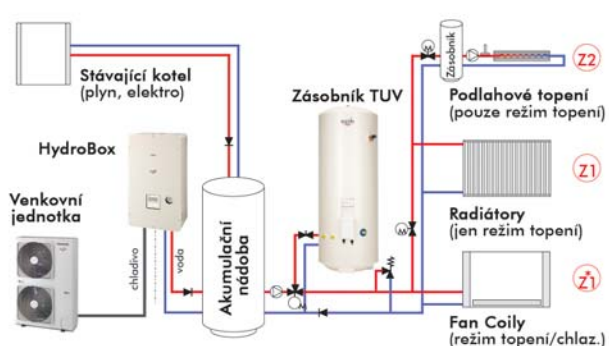 Stávající kotel
(plyn, elektro)
HydroBox
Venkovní
jednotka
chladivo
voda
Akumulační
nádoba
Zásobník TUV
Zásobník
Z2
Podlahové topení
(pouze režim topení)
Z1
Radiátory
(jen režim topení)
Z1*
Fan Coily
(režim topení/chlaz.)